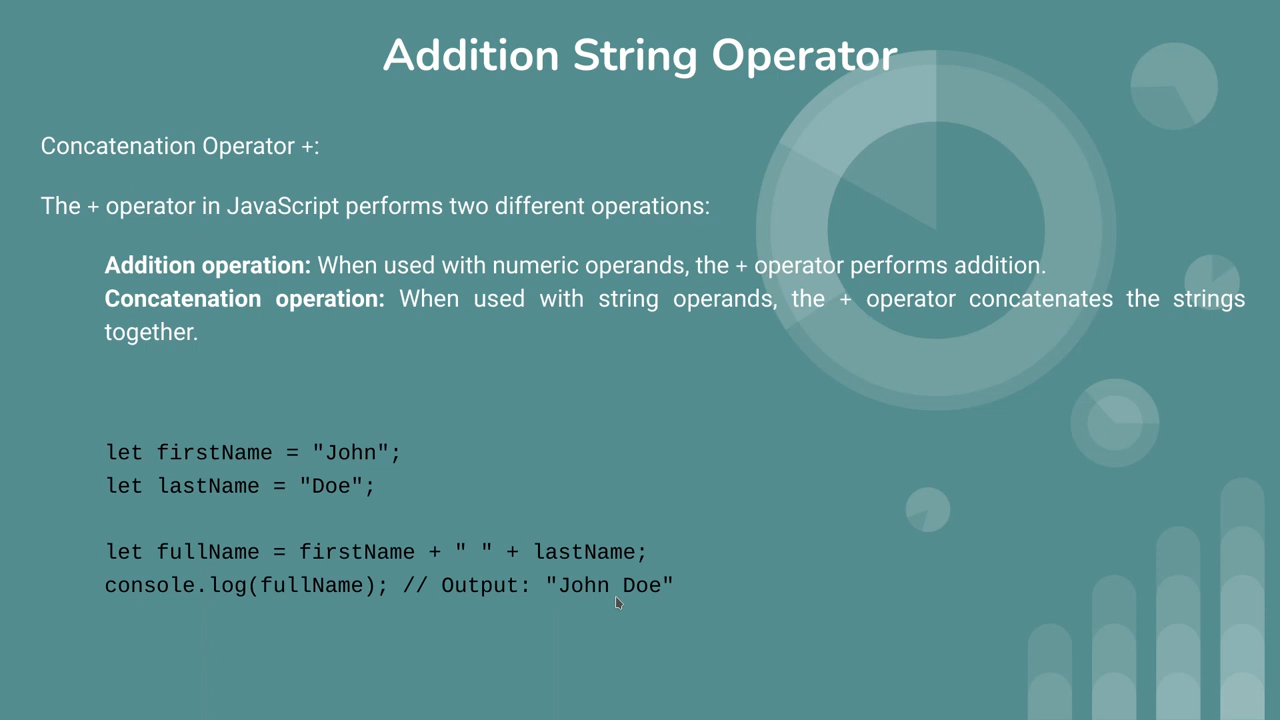 Addition String Operator
Concatenation Operator +:
The + operator in JavaScript performs two different operations:
Addition operation: When used with numeric operands, the + operator performs addition.
Concatenation operation: When used with string operands, the + operator concatenates the strings
together.
let firstName = "John";
let lastName = "Doe";
let fullName = firstName + " " + lastName;
console.log(fullName); // Output: "John Doe"